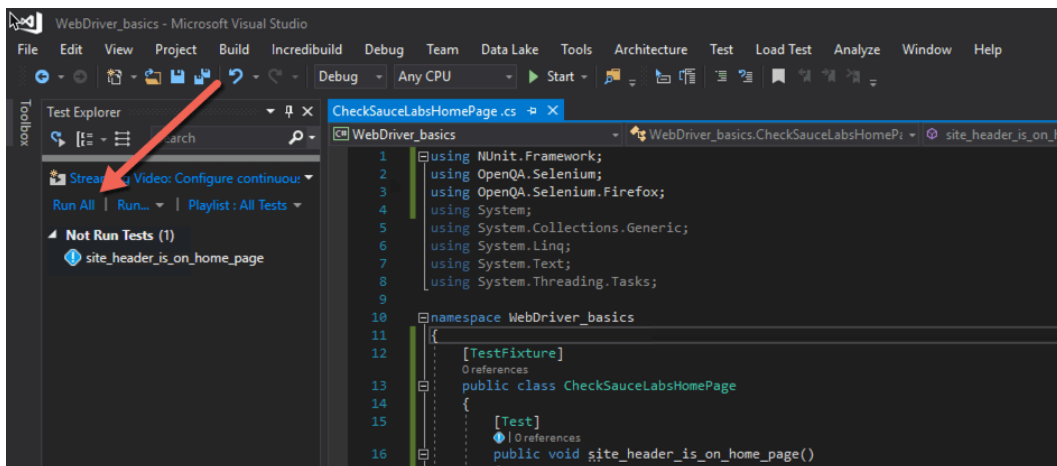 WebDriver_basics - Microsoft Visual Studio
File Edit View Project Build Incredibuild Debug Team Data Lake Tools Architecture Test Load Test Analyze Window Help
Debug Any CPU Start
Toolbox
Test Explorer
CheckSauceLabsHomePage.cs
WebDriver_basics
WebDriver_basics.CheckSauceLabsHomePa
site_header_is_on_h
Video: Configure continuou
Run All | Run... | Playlist : All Tests
Not Run Tests (1)
site_header_is_on_home_page
1 using NUnit.Framework;
2 using OpenQA.Selenium;
3 using OpenQA.Selenium.Firefox;
4 using System;
5 using System.Collections.Generic;
6 using System.Linq;
7 using System.Text;
8 using System.Threading.Tasks;
9
10 namespace WebDriver_basics
11 {
12 [TestFixture]
0 references
13 public class CheckSauceLabsHomePage
14 {
15 [Test]
| 0 references
16 public void site_header_is_on_home_page()